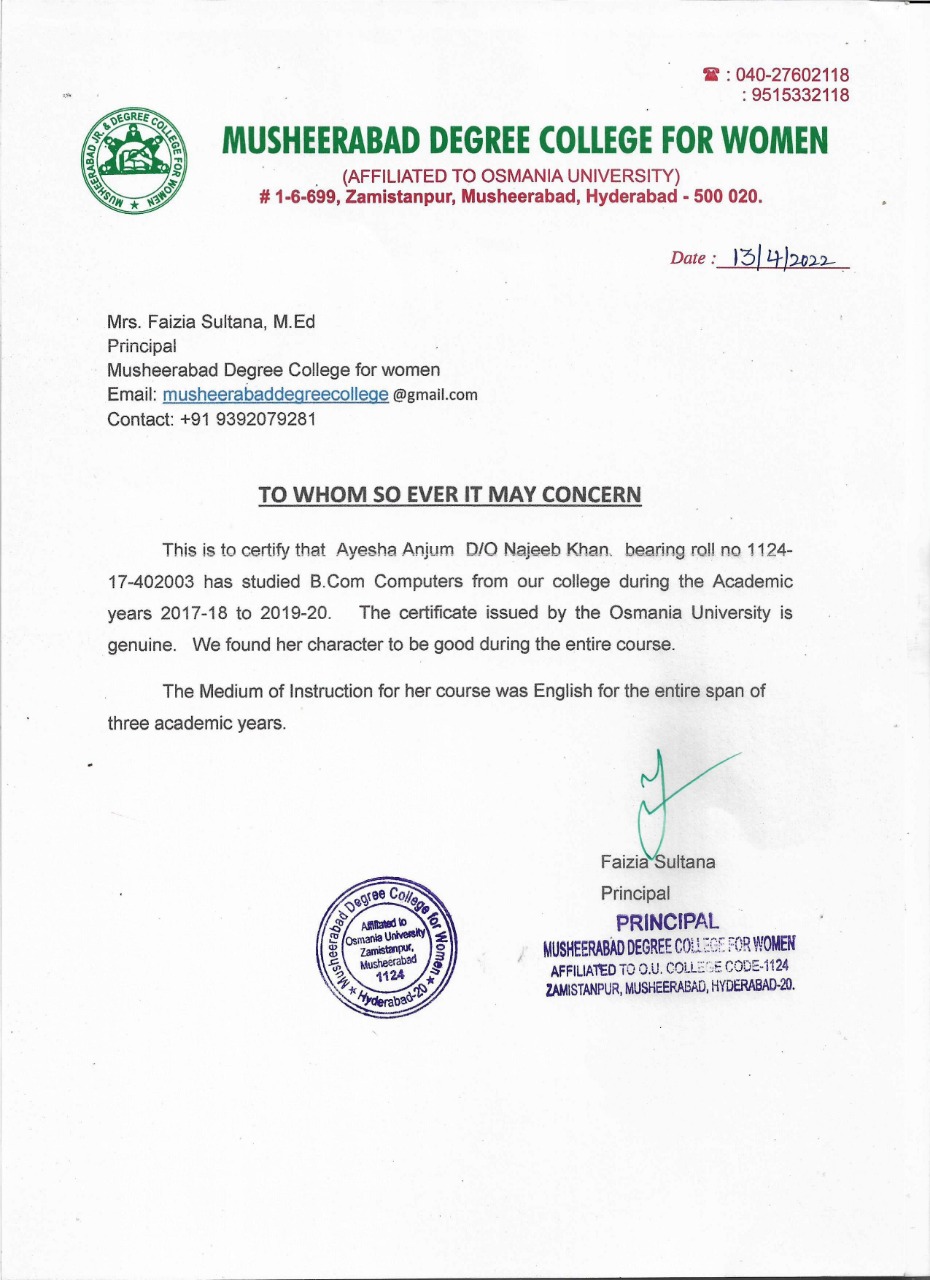 ☎ : 040-27602118
: 9515332118
MUSHEERABAD JR. & DEGREE COLLEGE FOR WOMEN
MUSHEERABAD DEGREE COLLEGE FOR WOMEN
(AFFILIATED TO OSMANIA UNIVERSITY)
# 1-6-699, Zamistanpur, Musheerabad, Hyderabad - 500 020.
Date : 13/4/2022
Mrs. Faizia Sultana, M.Ed
Principal
Musheerabad Degree College for women
Email: musheerabaddegreecollege @gmail.com
Contact: +91 9392079281
TO WHOM SO EVER IT MAY CONCERN
This is to certify that Ayesha Anjum D/O Najeeb Khan. bearing roll no 1124-
17-402003 has studied B.Com Computers from our college during the Academic
years 2017-18 to 2019-20. The certificate issued by the Osmania University is
genuine. We found her character to be good during the entire course.
The Medium of Instruction for her course was English for the entire span of
three academic years.
Faizia Sultana
Principal
PRINCIPAL
MUSHEERABAD DEGREE COLLEGE FOR WOMEN
AFFILIATED TO O.U. COLLEGE CODE-1124
ZAMISTANPUR, MUSHEERABAD, HYDERABAD-20.
Musheerabad Degree College for Women
Affiliated to
Osmania University
Zamistanpur,
Musheerabad
1124
Hyderabad-20